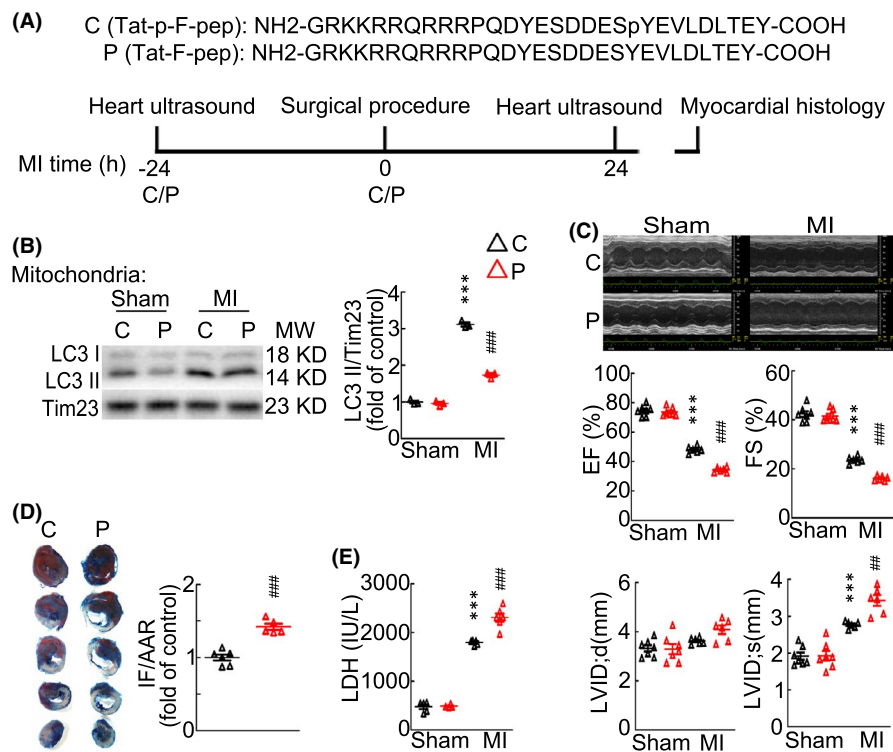 (A)
C (Tat-p-F-pep): NH2-GRKKRRQRRRPQDYESDDESpYEVLDLTEY-COOH
P (Tat-F-pep): NH2-GRKKRRQRRRPQDYESDDESYEVLDLTEY-COOH
Heart ultrasound Surgical procedure Heart ultrasound Myocardial histology
MI time (h) -24 0 24
C/P C/P
(B)
Mitochondria:
Sham MI
C P C P MW
LC3 I 18 KD
LC3 II 14 KD
Tim23 23 KD
C
P
LC3 II/Tim23
(fold of control)
4
3
2
1
0
***
###
Sham MI
(C)
Sham MI
C
P
EF (%)
100
80
60
40
20
0
***
###
Sham MI
FS (%)
60
40
20
0
***
###
Sham MI
(D)
C P
IF/AAR
(fold of control)
2
1
0
###
(E)
LDH (IU/L)
3000
2000
1000
0
***
###
Sham MI
LVID;d(mm)
6
4
2
0
Sham MI
LVID;s(mm)
4
3
2
1
0
***
##
Sham MI